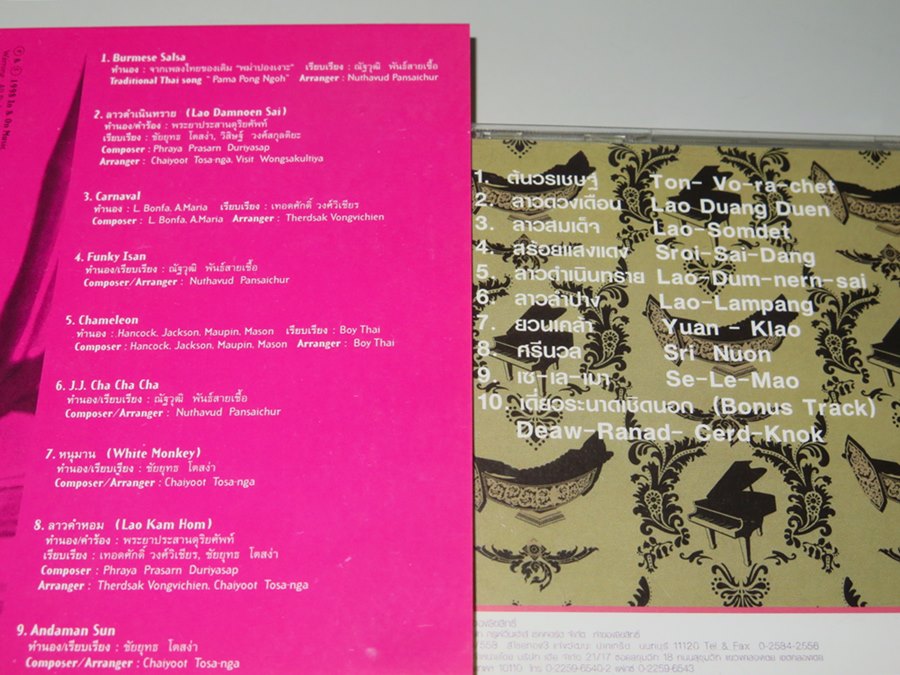 1. Burmese Salsa
ทำนอง : จากเพลงไทยของเดิม "พม่าปองเงาะ" เรียบเรียง : ณัฐวุฒิ พันธ์สายเชื้อ
Traditional Thai song " Pama Pong Ngoh" Arranger : Nuthavud Pansaichur
2. ลาวดำเนินทราย (Lao Damnoen Sai)
ทำนอง/คำร้อง : พระยาประสานดุริยศัพท์
เรียบเรียง : ชัยยุทธ โตสง่า, วิสิษฐ์ วงศ์สกุลติยะ
Composer : Phraya Prasarn Duriyasap
Arranger : Chaiyoot Tosa-nga, Visit Wongsakultiya
3. Carnaval
ทำนอง : L. Bonfa, A.Maria เรียบเรียง : เทอดศักดิ์ วงศ์วิเชียร
Composer : L. Bonfa, A.Maria Arranger : Therdsak Vongvichien
4. Funky Isan
ทำนอง/เรียบเรียง : ณัฐวุฒิ พันธ์สายเชื้อ
Composer/Arranger : Nuthavud Pansaichur
5. Chameleon
ทำนอง : Hancock, Jackson, Maupin, Mason เรียบเรียง : Boy Thai
Composer : Hancock, Jackson, Maupin, Mason Arranger : Boy Thai
6. J.J. Cha Cha Cha
ทำนอง/เรียบเรียง : ณัฐวุฒิ พันธ์สายเชื้อ
Composer/Arranger : Nuthavud Pansaichur
7. หนุมาน (White Monkey)
ทำนอง/เรียบเรียง : ชัยยุทธ โตสง่า
Composer/Arranger : Chaiyoot Tosa-nga
8. ลาวคำหอม (Lao Kam Hom)
ทำนอง/คำร้อง : พระยาประสานดุริยศัพท์
เรียบเรียง : เทอดศักดิ์ วงศ์วิเชียร, ชัยยุทธ โตสง่า
Composer : Phraya Prasarn Duriyasap
Arranger : Therdsak Vongvichien, Chaiyoot Tosa-nga
9. Andaman Sun
ทำนอง/เรียบเรียง : ชัยยุทธ โตสง่า
Composer/Arranger : Chaiyoot Tosa-nga
1. ต้นวรเชษฐ์ Ton- Vo-ra-chet
2. ลาวดวงเดือน Lao Duang Duen
3. ลาวสมเด็จ Lao-Somdet
4. สร้อยแสงแดง Sroi-Sai-Dang
5. ลาวดำเนินทราย Lao-Dum-nern-sai
6. ลาวลำปาง Lao-Lampang
7. ยวนเคล้า Yuan - Klao
8. ศรีนวล Sri Nuon
9. เซ-เล-เมา Se-Le-Mao
10. เดี่ยวระนาดเชิดนอก (Bonus Track)
Deaw-Ranad- Cerd-Knok
นนทบุรี 11120 Tel & Fax 0-2584-2556
10110 โทร 0-2259-5640-2 แฟกซ์ 0-2259-6543